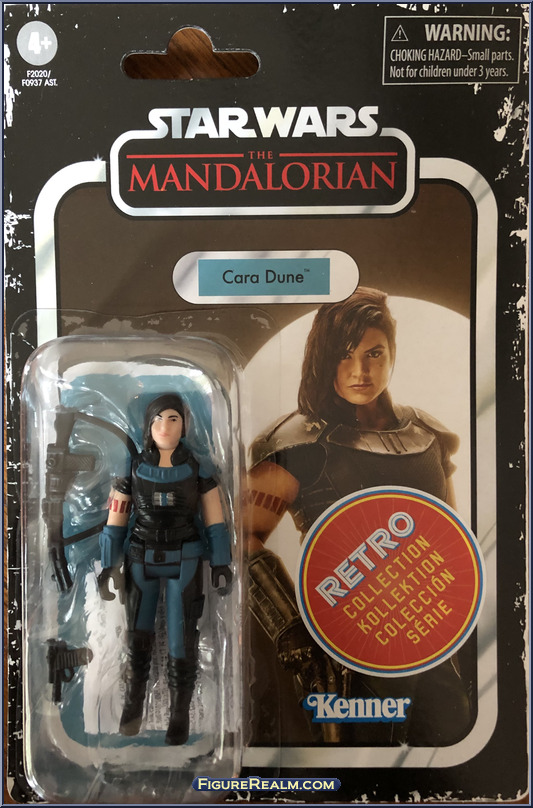 4+
F2020/
F0937 AST.
⚠ WARNING:
CHOKING HAZARD–Small parts.
Not for children under 3 years.
STAR WARS
THE
MANDALORIAN
Cara Dune™
RETRO
COLLECTION
KOLLEKTION
COLECCIÓN
SÉRIE
Kenner
FIGUREREALM.COM